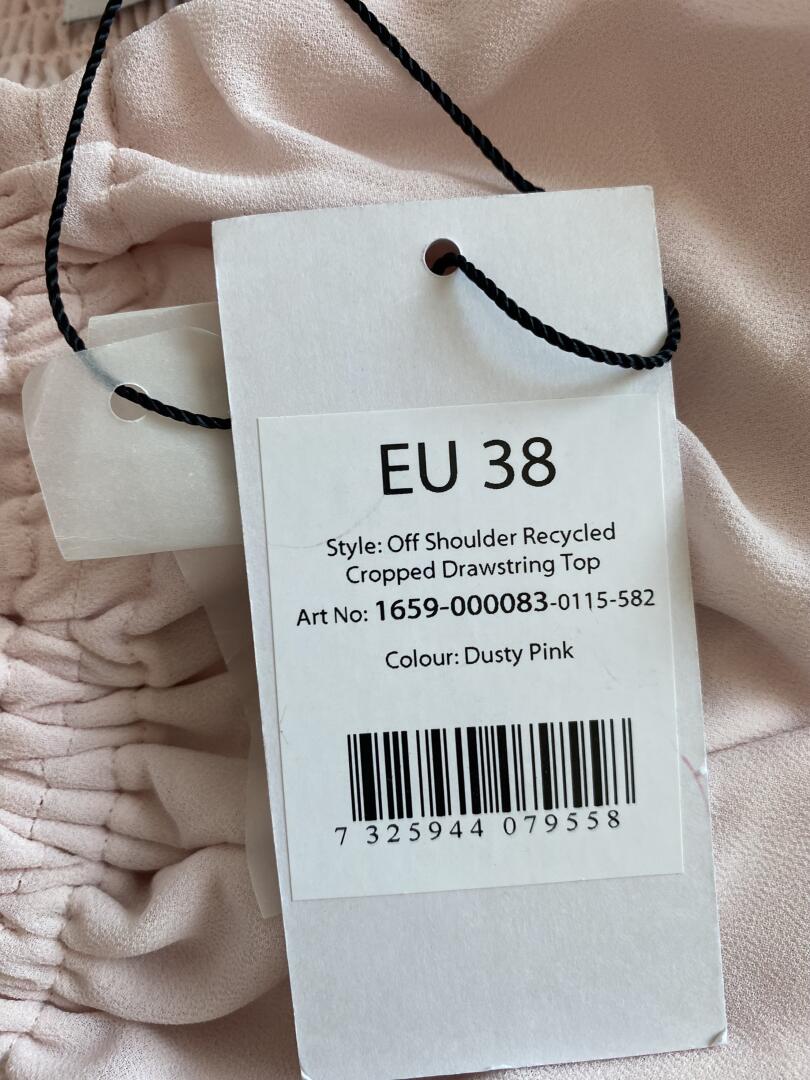 EU 38
Style: Off Shoulder Recycled
Cropped Drawstring Top
Art No: 1659-000083-0115-582
Colour: Dusty Pink
7 325944 079558